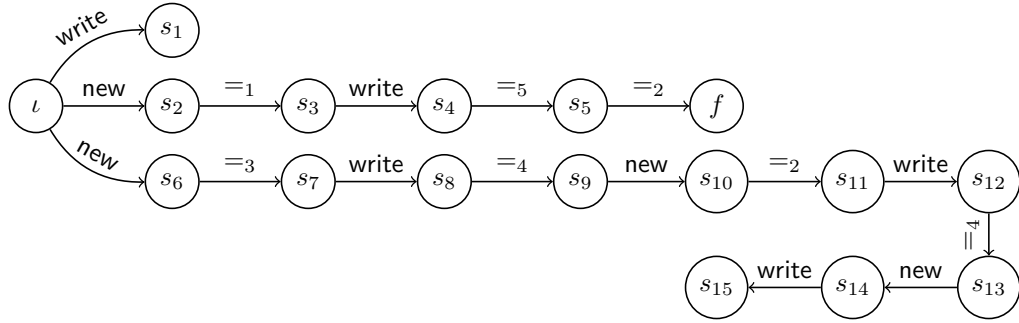 write s₁
ι new s₂ =₁ s₃ write s₄ =₅ s₅ =₂ f
new s₆ =₃ s₇ write s₈ =₄ s₉ new s₁₀ =₂ s₁₁ write s₁₂
=₄
s₁₅ write s₁₄ new s₁₃